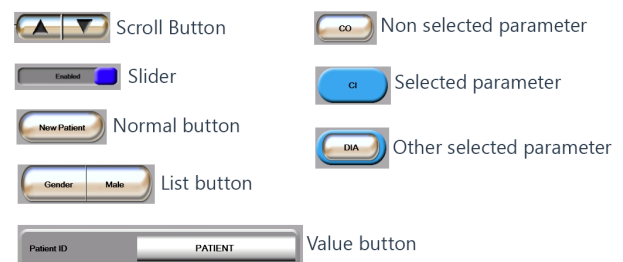 Scroll Button
Enabled Slider
New Patient Normal button
Gender Male List button
Patient ID PATIENT Value button
CO Non selected parameter
CI Selected parameter
DIA Other selected parameter